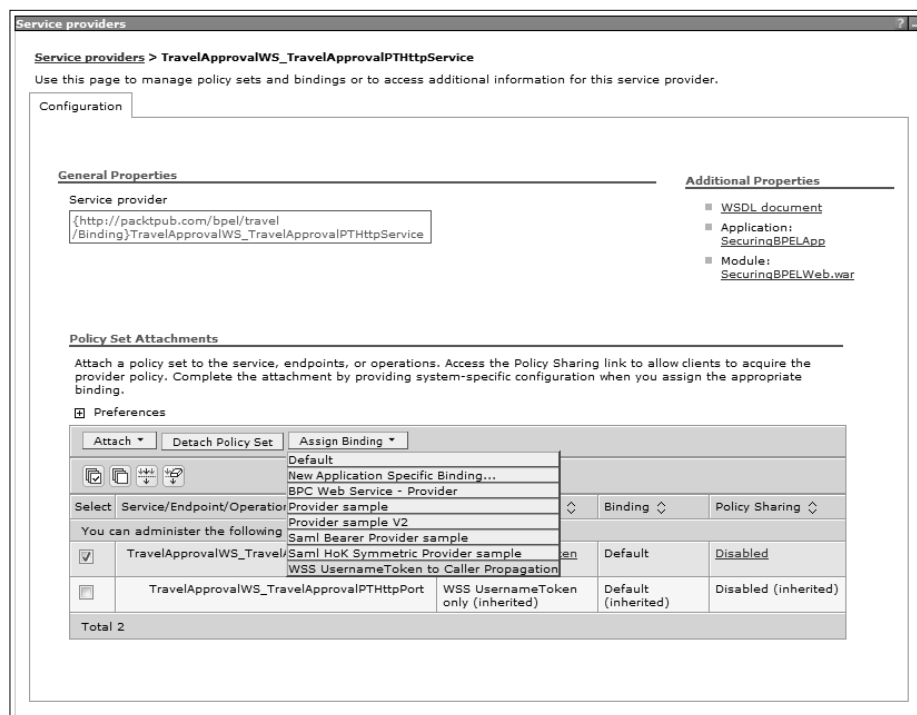 Service providers
?
Service providers > TravelApprovalWS_TravelApprovalPTHttpService
Use this page to manage policy sets and bindings or to access additional information for this service provider.
Configuration
General Properties
Service provider
{http://packtpub.com/bpel/travel
/Binding}TravelApprovalWS_TravelApprovalPTHttpService
Additional Properties
WSDL document
Application:
SecuringBPELApp
Module:
SecuringBPELWeb.war
Policy Set Attachments
Attach a policy set to the service, endpoints, or operations. Access the Policy Sharing link to allow clients to acquire the
provider policy. Complete the attachment by providing system-specific configuration when you assign the appropriate
binding.
Preferences
Attach Detach Policy Set Assign Binding
Default
New Application Specific Binding...
BPC Web Service - Provider
Provider sample
Provider sample V2
Saml Bearer Provider sample
Saml HoK Symmetric Provider sample
WSS UsernameToken to Caller Propagation
Select Service/Endpoint/Operation Binding Policy Sharing
You can administer the following
TravelApprovalWS_Travel Default Disabled
TravelApprovalWS_TravelApprovalPTHttpPort WSS UsernameToken only (inherited) Default (inherited) Disabled (inherited)
Total 2